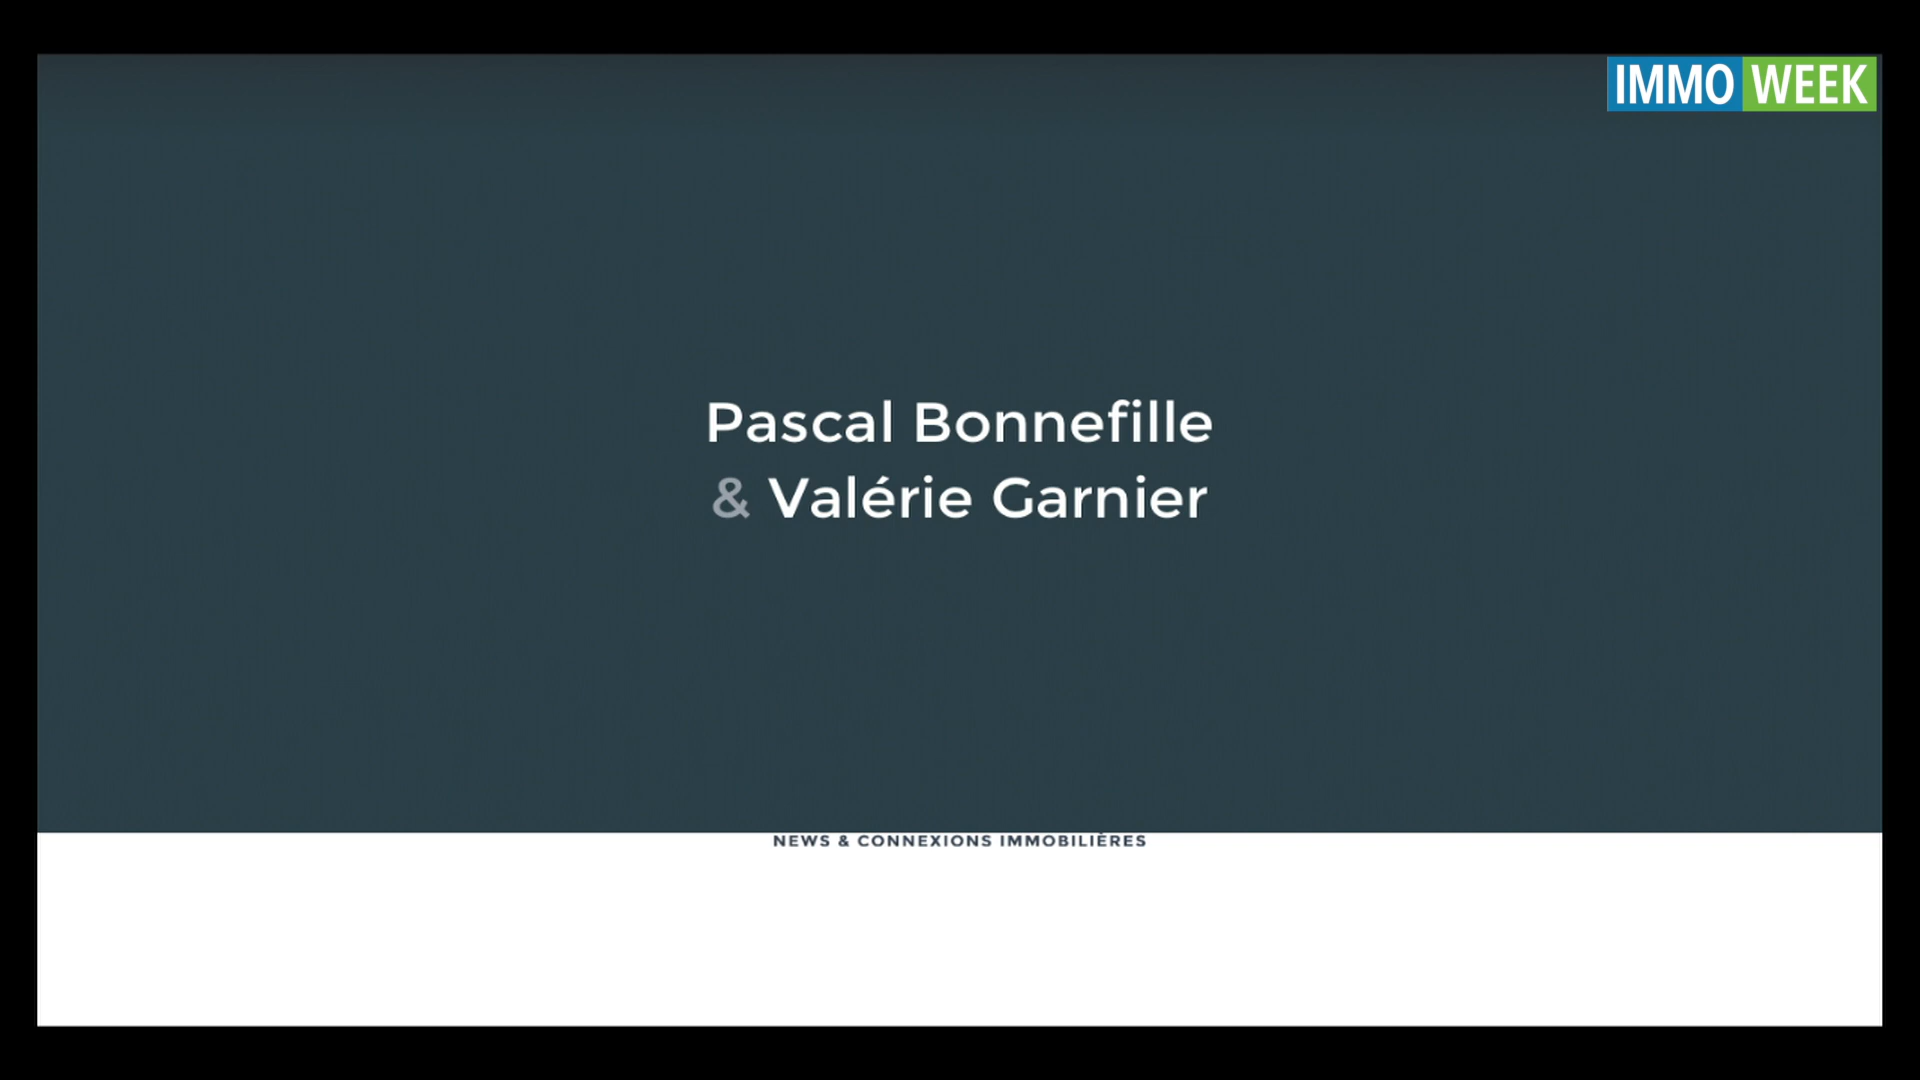 IMMO WEEK
Pascal Bonnefille
& Valérie Garnier
NEWS & CONNEXIONS IMMOBILIÈRES